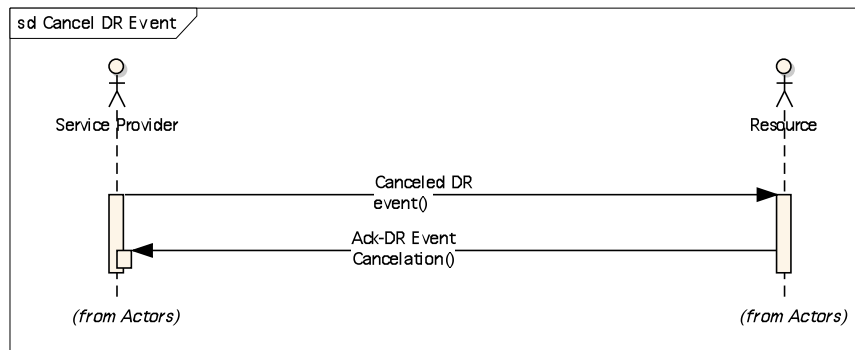 sd Cancel DR Event
Service Provider
Resource
Canceled DR
event()
Ack-DR Event
Cancelation()
(from Actors)
(from Actors)